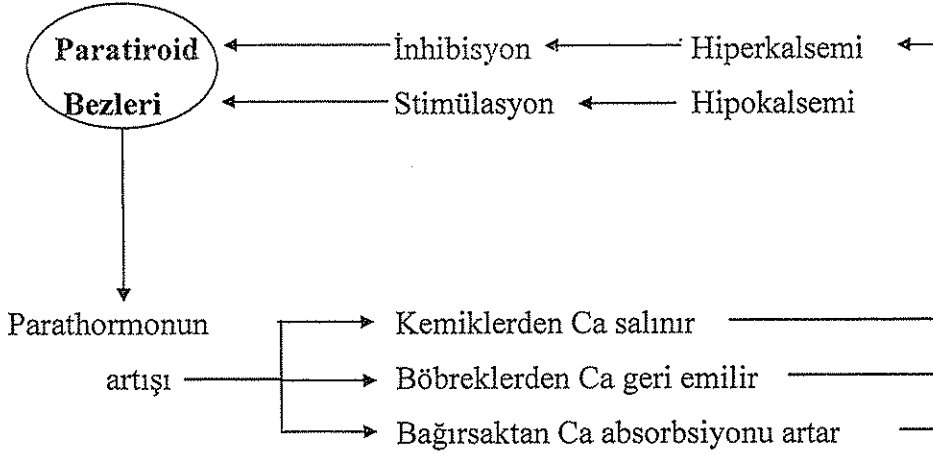 Paratiroid İnhibisyon Hiperkalsemi
Bezleri Stimülasyon Hipokalsemi
Parathormonun Kemiklerden Ca salınır
artışı Böbreklerden Ca geri emilir
Bağırsaktan Ca absorbsiyonu artar